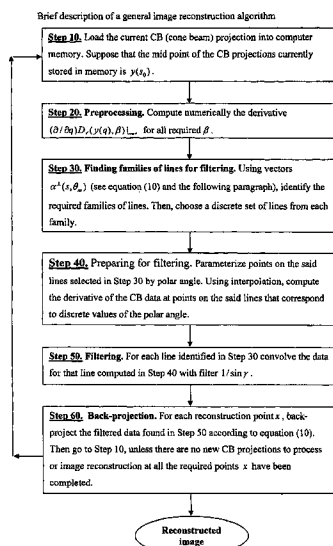 Brief description of a general image reconstruction algorithm
Step 10. Load the current CB (cone beam) projection into computer
memory. Suppose that the mid point of the CB projections currently
stored in memory is y(s₀).
Step 20. Preprocessing. Compute numerically the derivative
(∂/∂q)D_f(y(q), β)|_{q=s} for all required β.
Step 30. Finding families of lines for filtering. Using vectors
α^⊥(s,θ_m) (see equation (10) and the following paragraph), identify the
required families of lines. Then, choose a discrete set of lines from each
family.
Step 40. Preparing for filtering. Parameterize points on the said
lines selected in Step 30 by polar angle. Using interpolation, compute
the derivative of the CB data at points on the said lines that correspond
to discrete values of the polar angle.
Step 50. Filtering. For each line identified in Step 30 convolve the data
for that line computed in Step 40 with filter 1/sin γ.
Step 60. Back-projection. For each reconstruction point x, back-
project the filtered data found in Step 50 according to equation (10).
Then go to Step 10, unless there are no new CB projections to process
or image reconstruction at all the required points x have been
completed.
Reconstructed
image